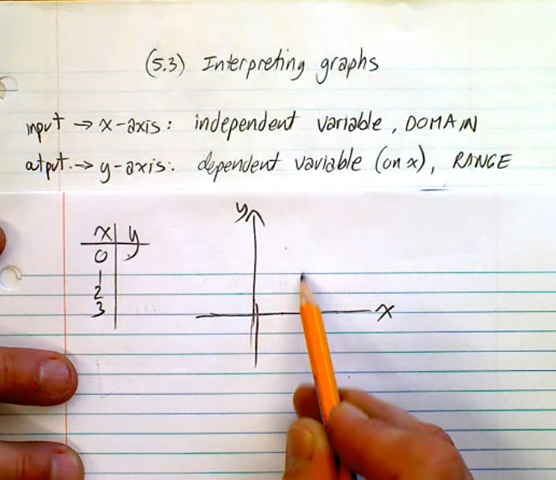 (5.3) Interpreting graphs
input → x-axis: independent variable, DOMAIN
output → y-axis: dependent variable (on x), RANGE
x y
0
1
2
3
y
x